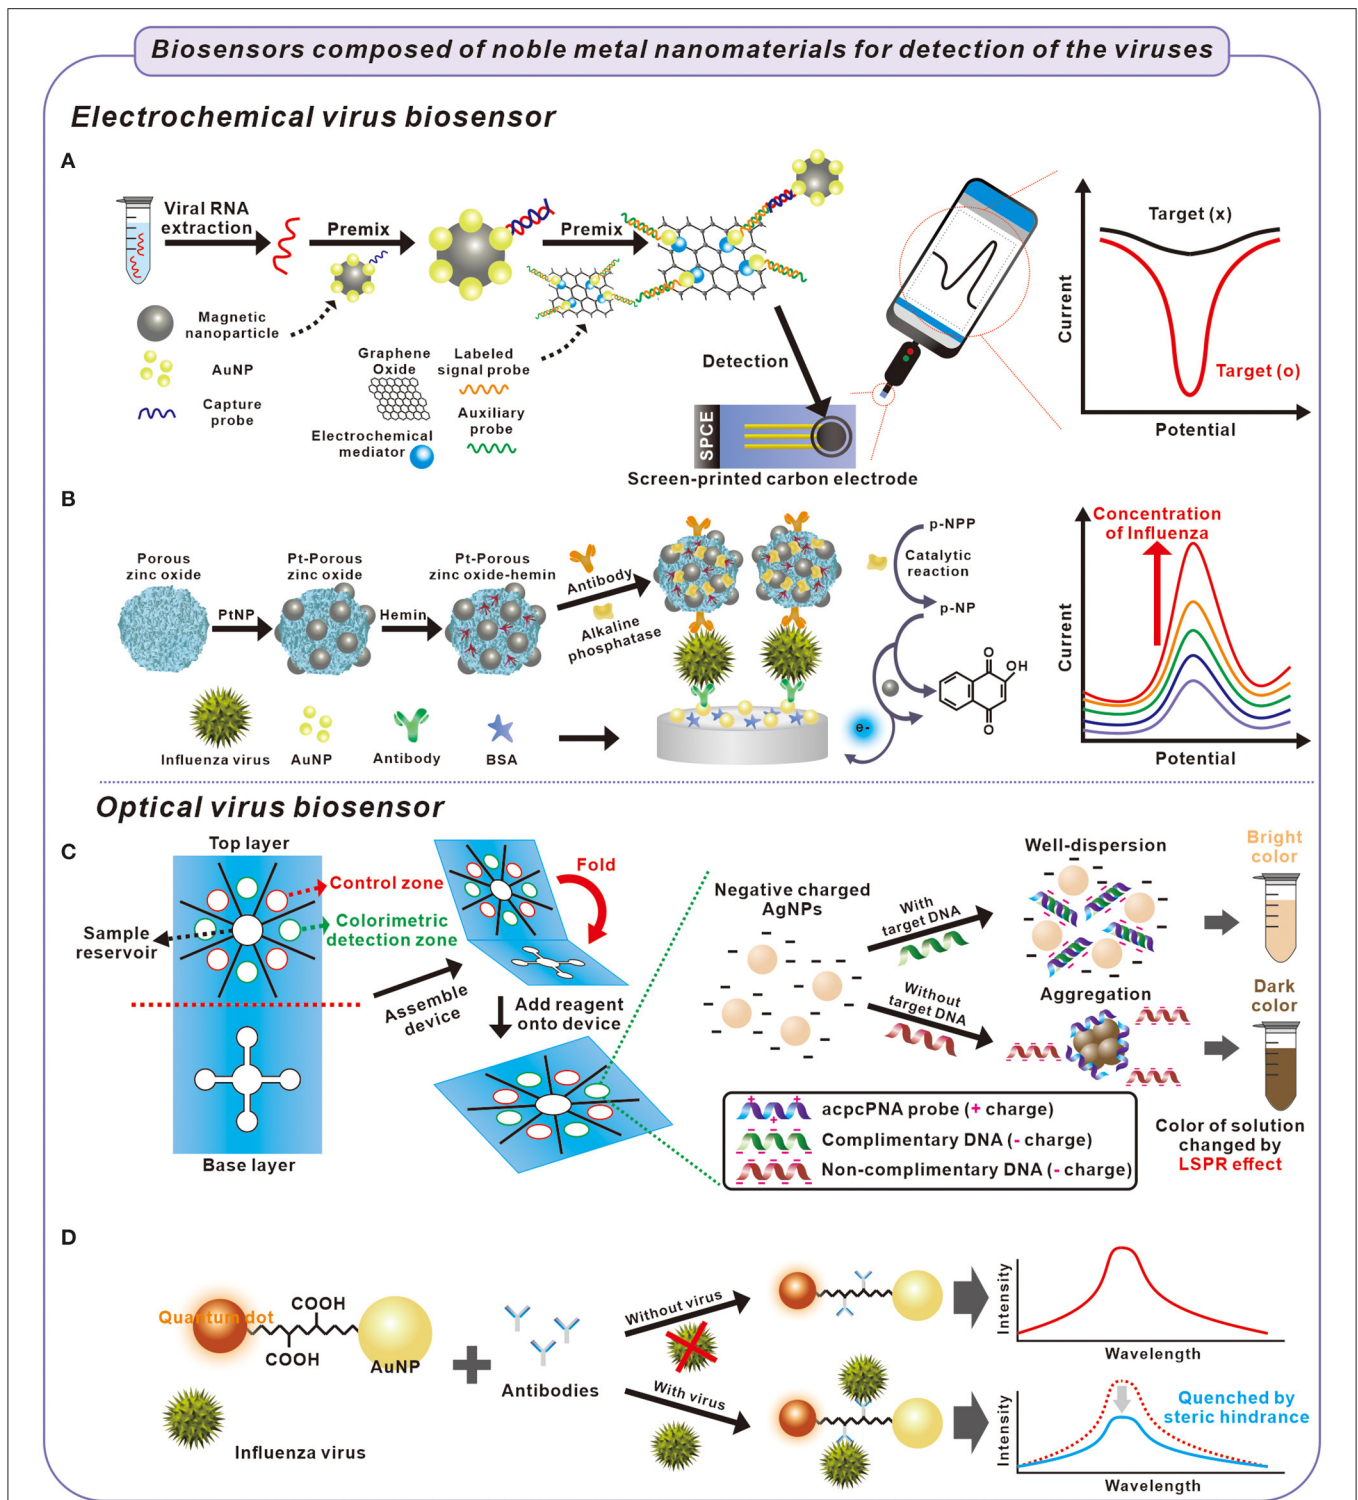 Biosensors composed of noble metal nanomaterials for detection of the viruses
Electrochemical virus biosensor
A
Viral RNA
extraction
Premix
Premix
Magnetic
nanoparticle
AuNP
Capture
probe
Graphene
Oxide
Labeled
signal probe
Auxiliary
probe
Electrochemical
mediator
Detection
SPCE
Screen-printed carbon electrode
Current
Target (x)
Target (o)
Potential
B
Porous
zinc oxide
PtNP
Pt-Porous
zinc oxide
Hemin
Pt-Porous
zinc oxide-hemin
Antibody
Alkaline
phosphatase
p-NPP
Catalytic
reaction
p-NP
O
OH
O
e-
Influenza virus
AuNP
Antibody
BSA
Current
Concentration
of Influenza
Potential
Optical virus biosensor
C
Top layer
Control zone
Colorimetric
detection zone
Sample
reservoir
Base layer
Assemble
device
Fold
Add reagent
onto device
Negative charged
AgNPs
With
target DNA
Without
target DNA
Well-dispersion
Aggregation
Bright
color
Dark
color
acpcPNA probe (+ charge)
Complimentary DNA (- charge)
Non-complimentary DNA (- charge)
Color of solution
changed by
LSPR effect
D
Quantum dot
COOH
COOH
AuNP
Influenza virus
Antibodies
Without virus
With virus
Intensity
Wavelength
Intensity
Quenched by
steric hindrance
Wavelength